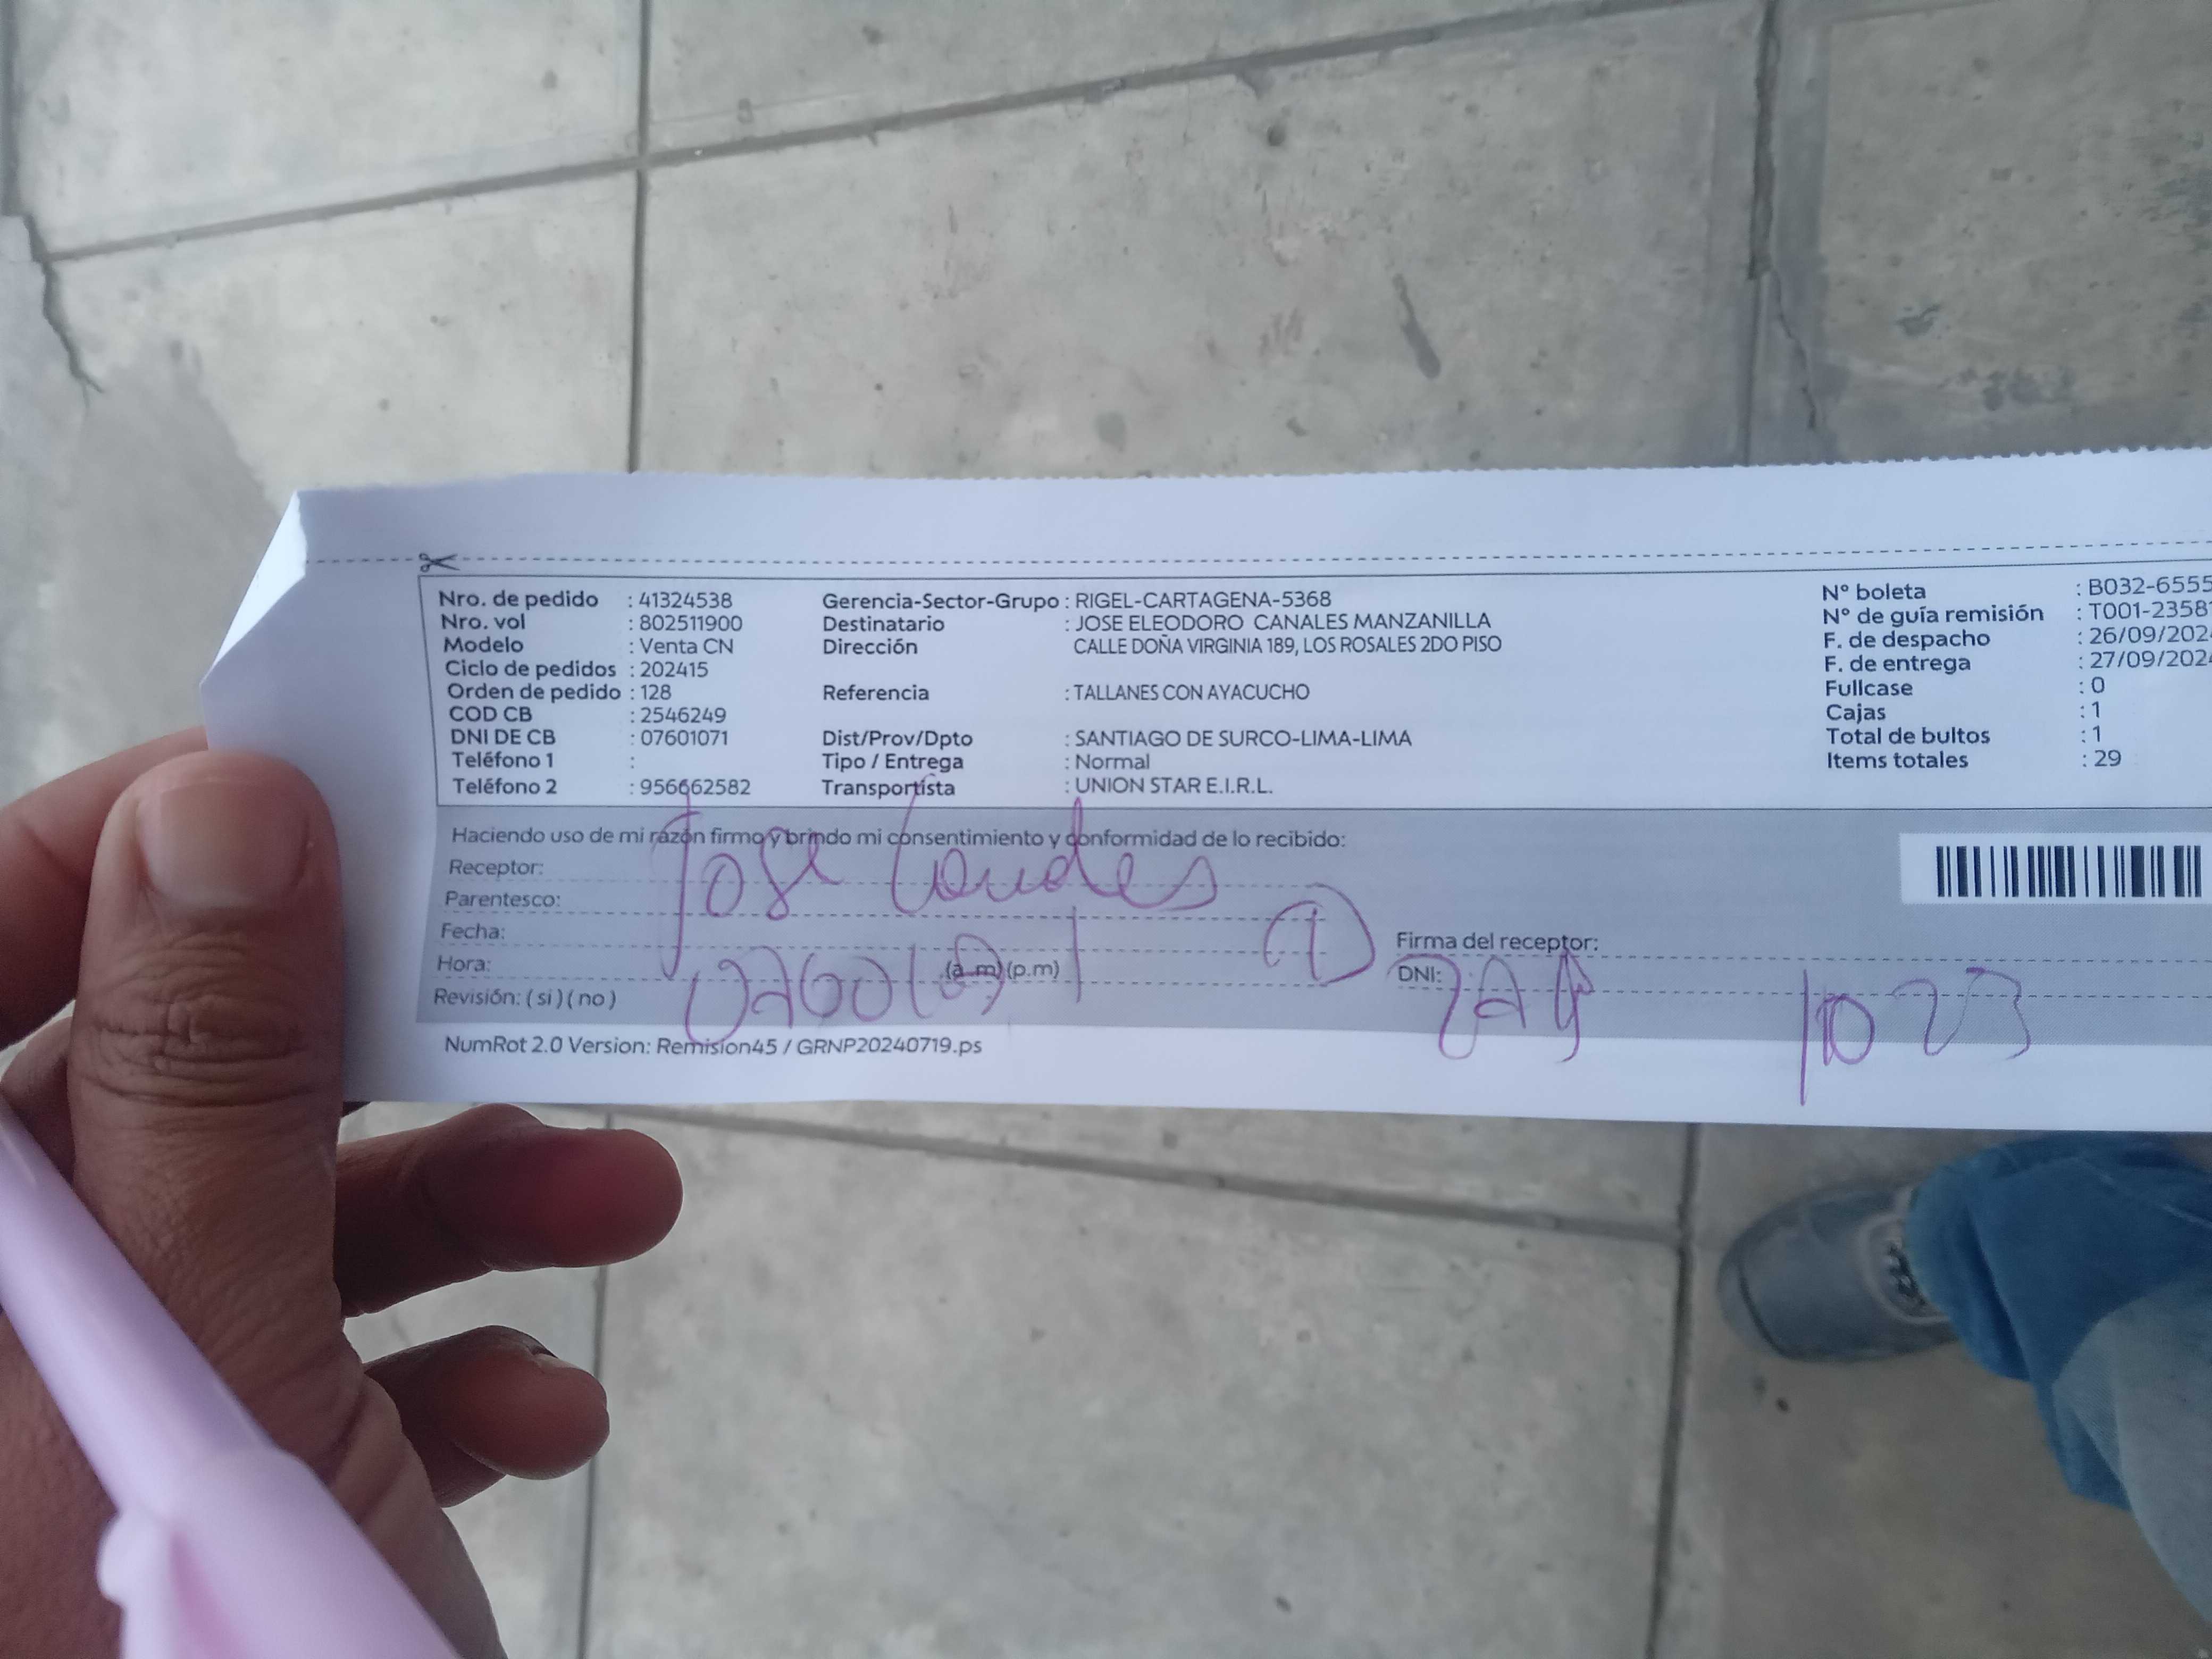 Nro. de pedido : 41324538 Gerencia-Sector-Grupo : RIGEL-CARTAGENA-5368 N° boleta : B032-6555
Nro. vol : 802511900 Destinatario : JOSE ELEODORO CANALES MANZANILLA N° de guía remisión : T001-2358
Modelo : Venta CN Dirección CALLE DOÑA VIRGINIA 189, LOS ROSALES 2DO PISO F. de despacho : 26/09/202
Ciclo de pedidos : 202415 F. de entrega : 27/09/202
Orden de pedido : 128 Referencia : TALLANES CON AYACUCHO Fullcase : 0
COD CB : 2546249 Cajas : 1
DNI DE CB : 07601071 Dist/Prov/Dpto : SANTIAGO DE SURCO-LIMA-LIMA Total de bultos : 1
Teléfono 1 : Tipo / Entrega : Normal Items totales : 29
Teléfono 2 : 956662582 Transportista : UNION STAR E.I.R.L.
Haciendo uso de mi razón firmo y brindo mi consentimiento y conformidad de lo recibido:
Receptor: Jose
Parentesco:
Fecha: 1 Firma del receptor:
Hora: (a.m) (p.m) DNI:
Revisión: ( si ) ( no ) 1023
NumRot 2.0 Version: Remision45 / GRNP20240719.ps